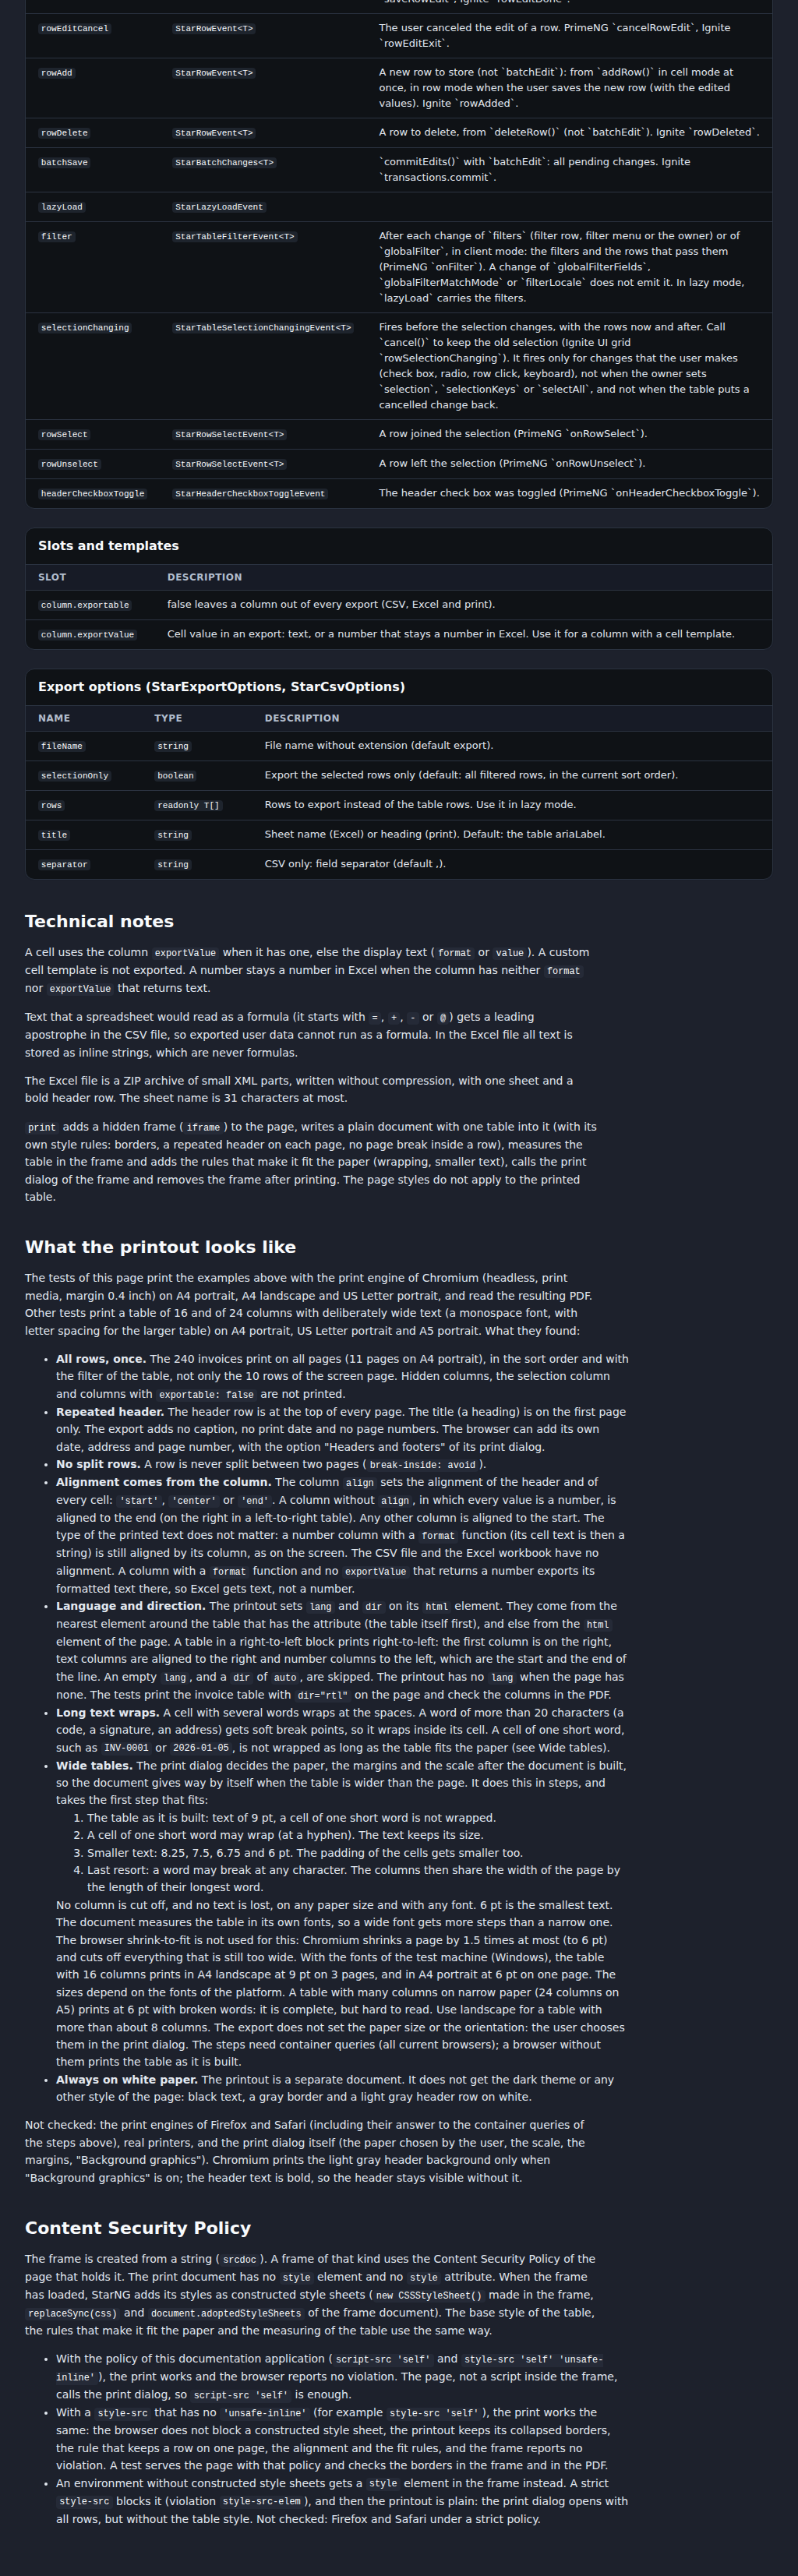 rowEditCancel StarRowEvent<T> The user canceled the edit of a row. PrimeNG `cancelRowEdit`, Ignite
`rowEditExit`.
rowAdd StarRowEvent<T> A new row to store (not `batchEdit`): from `addRow()` in cell mode at
once, in row mode when the user saves the new row (with the edited
values). Ignite `rowAdded`.
rowDelete StarRowEvent<T> A row to delete, from `deleteRow()` (not `batchEdit`). Ignite `rowDeleted`.
batchSave StarBatchChanges<T> `commitEdits()` with `batchEdit`: all pending changes. Ignite
`transactions.commit`.
lazyLoad StarLazyLoadEvent
filter StarTableFilterEvent<T> After each change of `filters` (filter row, filter menu or the owner) or of
`globalFilter`, in client mode: the filters and the rows that pass them
(PrimeNG `onFilter`). A change of `globalFilterFields`,
`globalFilterMatchMode` or `filterLocale` does not emit it. In lazy mode,
`lazyLoad` carries the filters.
selectionChanging StarTableSelectionChangingEvent<T> Fires before the selection changes, with the rows now and after. Call
`cancel()` to keep the old selection (Ignite UI grid
`rowSelectionChanging`). It fires only for changes that the user makes
(check box, radio, row click, keyboard), not when the owner sets
`selection`, `selectionKeys` or `selectAll`, and not when the table puts a
cancelled change back.
rowSelect StarRowSelectEvent<T> A row joined the selection (PrimeNG `onRowSelect`).
rowUnselect StarRowSelectEvent<T> A row left the selection (PrimeNG `onRowUnselect`).
headerCheckboxToggle StarHeaderCheckboxToggleEvent The header check box was toggled (PrimeNG `onHeaderCheckboxToggle`).
Slots and templates
SLOT DESCRIPTION
column.exportable false leaves a column out of every export (CSV, Excel and print).
column.exportValue Cell value in an export: text, or a number that stays a number in Excel. Use it for a column with a cell template.
Export options (StarExportOptions, StarCsvOptions)
NAME TYPE DESCRIPTION
fileName string File name without extension (default export).
selectionOnly boolean Export the selected rows only (default: all filtered rows, in the current sort order).
rows readonly T[] Rows to export instead of the table rows. Use it in lazy mode.
title string Sheet name (Excel) or heading (print). Default: the table ariaLabel.
separator string CSV only: field separator (default ,).
Technical notes
A cell uses the column exportValue when it has one, else the display text ( format or value ). A custom
cell template is not exported. A number stays a number in Excel when the column has neither format
nor exportValue that returns text.
Text that a spreadsheet would read as a formula (it starts with = , + , - or @ ) gets a leading
apostrophe in the CSV file, so exported user data cannot run as a formula. In the Excel file all text is
stored as inline strings, which are never formulas.
The Excel file is a ZIP archive of small XML parts, written without compression, with one sheet and a
bold header row. The sheet name is 31 characters at most.
print adds a hidden frame ( iframe ) to the page, writes a plain document with one table into it (with its
own style rules: borders, a repeated header on each page, no page break inside a row), measures the
table in the frame and adds the rules that make it fit the paper (wrapping, smaller text), calls the print
dialog of the frame and removes the frame after printing. The page styles do not apply to the printed
table.
What the printout looks like
The tests of this page print the examples above with the print engine of Chromium (headless, print
media, margin 0.4 inch) on A4 portrait, A4 landscape and US Letter portrait, and read the resulting PDF.
Other tests print a table of 16 and of 24 columns with deliberately wide text (a monospace font, with
letter spacing for the larger table) on A4 portrait, US Letter portrait and A5 portrait. What they found:
• All rows, once. The 240 invoices print on all pages (11 pages on A4 portrait), in the sort order and with
the filter of the table, not only the 10 rows of the screen page. Hidden columns, the selection column
and columns with exportable: false are not printed.
• Repeated header. The header row is at the top of every page. The title (a heading) is on the first page
only. The export adds no caption, no print date and no page numbers. The browser can add its own
date, address and page number, with the option "Headers and footers" of its print dialog.
• No split rows. A row is never split between two pages ( break-inside: avoid ).
• Alignment comes from the column. The column align sets the alignment of the header and of
every cell: 'start' , 'center' or 'end' . A column without align , in which every value is a number, is
aligned to the end (on the right in a left-to-right table). Any other column is aligned to the start. The
type of the printed text does not matter: a number column with a format function (its cell text is then a
string) is still aligned by its column, as on the screen. The CSV file and the Excel workbook have no
alignment. A column with a format function and no exportValue that returns a number exports its
formatted text there, so Excel gets text, not a number.
• Language and direction. The printout sets lang and dir on its html element. They come from the
nearest element around the table that has the attribute (the table itself first), and else from the html
element of the page. A table in a right-to-left block prints right-to-left: the first column is on the right,
text columns are aligned to the right and number columns to the left, which are the start and the end of
the line. An empty lang , and a dir of auto , are skipped. The printout has no lang when the page has
none. The tests print the invoice table with dir="rtl" on the page and check the columns in the PDF.
• Long text wraps. A cell with several words wraps at the spaces. A word of more than 20 characters (a
code, a signature, an address) gets soft break points, so it wraps inside its cell. A cell of one short word,
such as INV-0001 or 2026-01-05 , is not wrapped as long as the table fits the paper (see Wide tables).
• Wide tables. The print dialog decides the paper, the margins and the scale after the document is built,
so the document gives way by itself when the table is wider than the page. It does this in steps, and
takes the first step that fits:
1. The table as it is built: text of 9 pt, a cell of one short word is not wrapped.
2. A cell of one short word may wrap (at a hyphen). The text keeps its size.
3. Smaller text: 8.25, 7.5, 6.75 and 6 pt. The padding of the cells gets smaller too.
4. Last resort: a word may break at any character. The columns then share the width of the page by
the length of their longest word.
No column is cut off, and no text is lost, on any paper size and with any font. 6 pt is the smallest text.
The document measures the table in its own fonts, so a wide font gets more steps than a narrow one.
The browser shrink-to-fit is not used for this: Chromium shrinks a page by 1.5 times at most (to 6 pt)
and cuts off everything that is still too wide. With the fonts of the test machine (Windows), the table
with 16 columns prints in A4 landscape at 9 pt on 3 pages, and in A4 portrait at 6 pt on one page. The
sizes depend on the fonts of the platform. A table with many columns on narrow paper (24 columns on
A5) prints at 6 pt with broken words: it is complete, but hard to read. Use landscape for a table with
more than about 8 columns. The export does not set the paper size or the orientation: the user chooses
them in the print dialog. The steps need container queries (all current browsers); a browser without
them prints the table as it is built.
• Always on white paper. The printout is a separate document. It does not get the dark theme or any
other style of the page: black text, a gray border and a light gray header row on white.
Not checked: the print engines of Firefox and Safari (including their answer to the container queries of
the steps above), real printers, and the print dialog itself (the paper chosen by the user, the scale, the
margins, "Background graphics"). Chromium prints the light gray header background only when
"Background graphics" is on; the header text is bold, so the header stays visible without it.
Content Security Policy
The frame is created from a string ( srcdoc ). A frame of that kind uses the Content Security Policy of the
page that holds it. The print document has no style element and no style attribute. When the frame
has loaded, StarNG adds its styles as constructed style sheets ( new CSSStyleSheet() made in the frame,
replaceSync(css) and document.adoptedStyleSheets of the frame document). The base style of the table,
the rules that make it fit the paper and the measuring of the table use the same way.
• With the policy of this documentation application ( script-src 'self' and style-src 'self' 'unsafe-
inline' ), the print works and the browser reports no violation. The page, not a script inside the frame,
calls the print dialog, so script-src 'self' is enough.
• With a style-src that has no 'unsafe-inline' (for example style-src 'self' ), the print works the
same: the browser does not block a constructed style sheet, the printout keeps its collapsed borders,
the rule that keeps a row on one page, the alignment and the fit rules, and the frame reports no
violation. A test serves the page with that policy and checks the borders in the frame and in the PDF.
• An environment without constructed style sheets gets a style element in the frame instead. A strict
style-src blocks it (violation style-src-elem ), and then the printout is plain: the print dialog opens with
all rows, but without the table style. Not checked: Firefox and Safari under a strict policy.